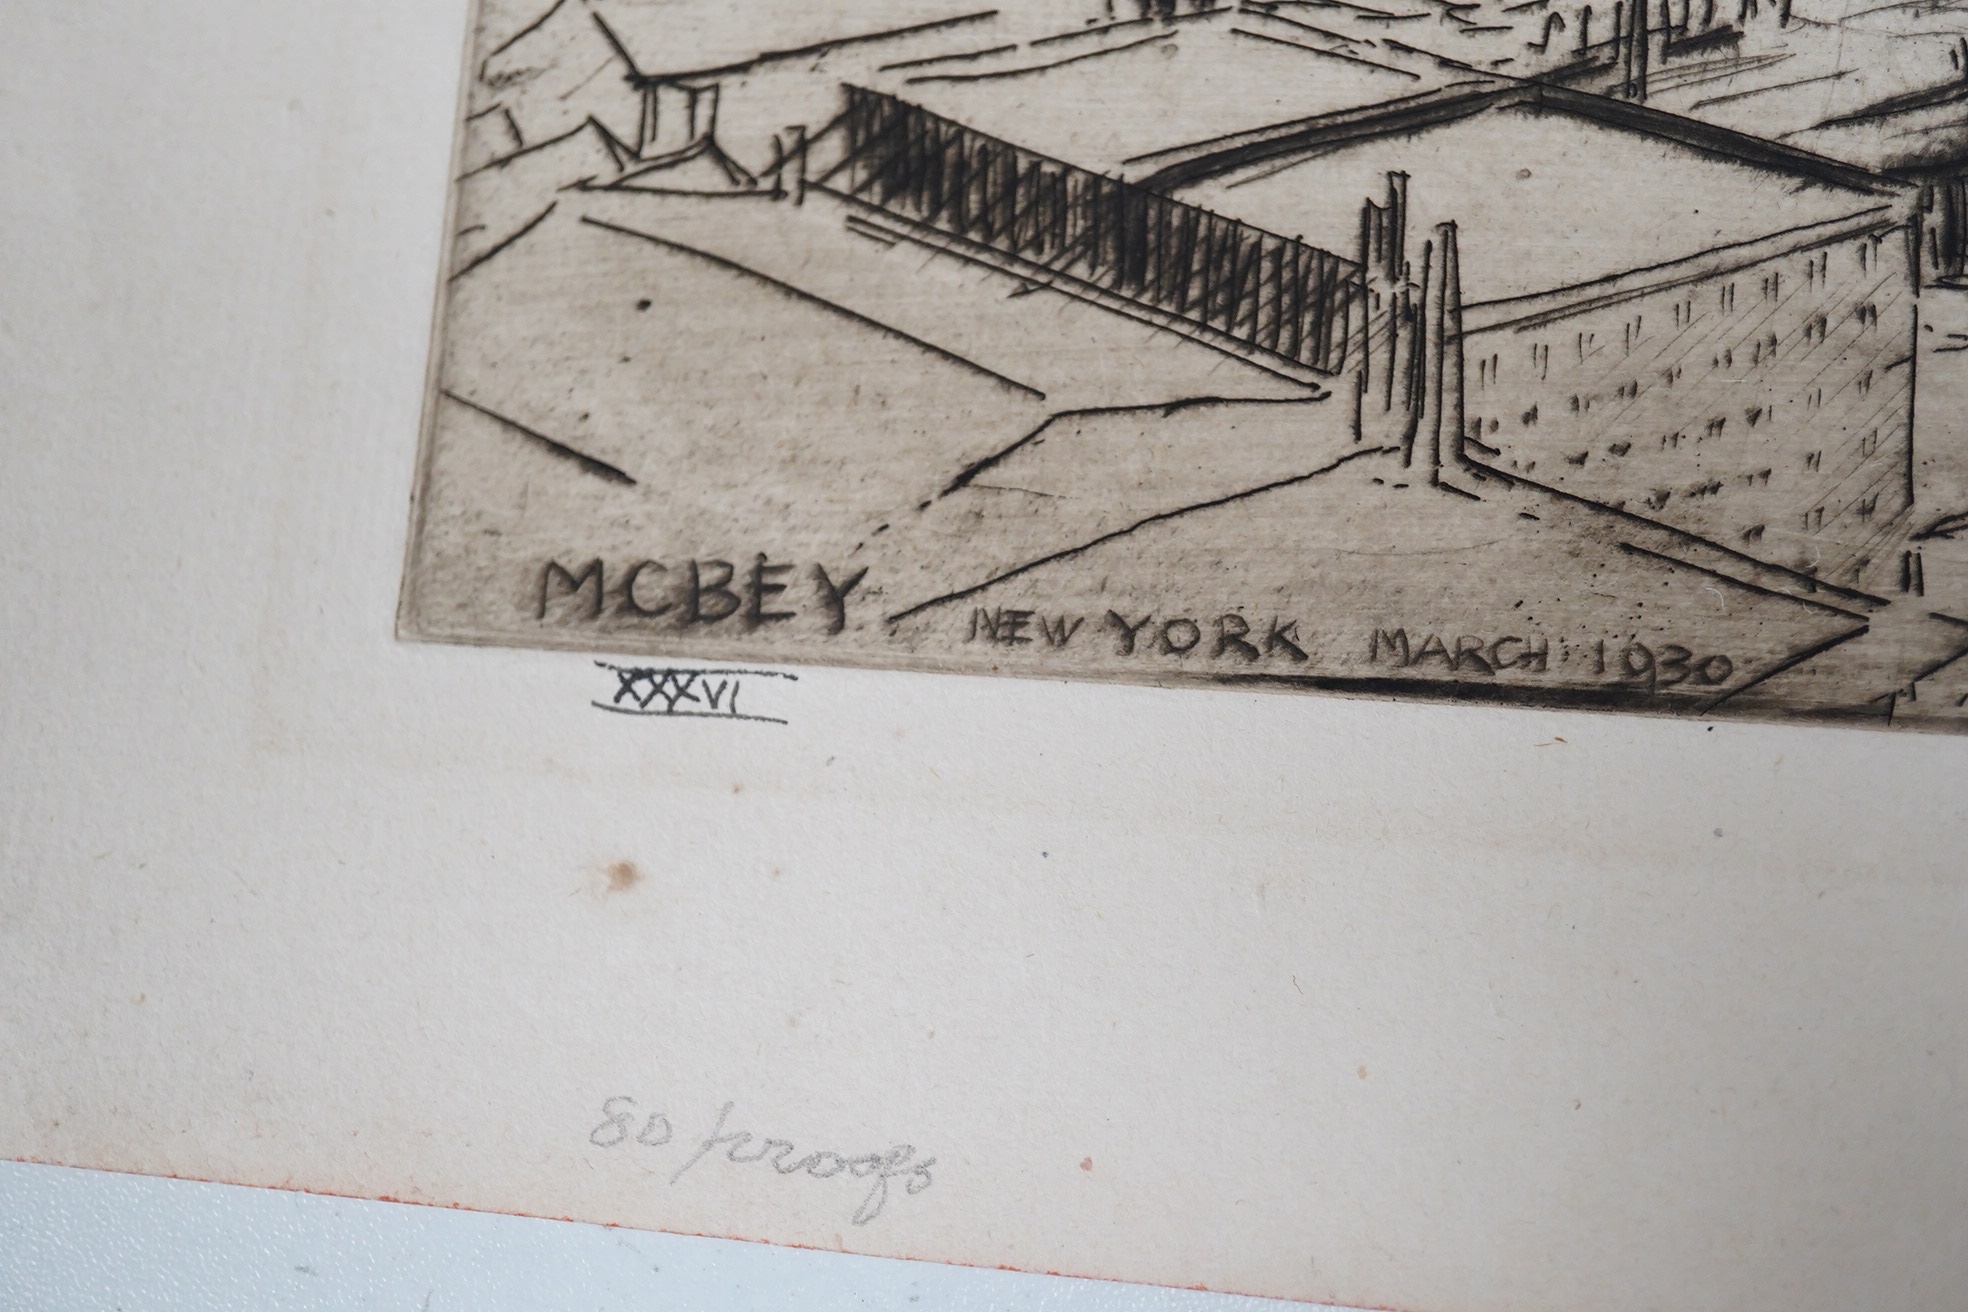 MCBEY NEW YORK MARCH 1930
XXXVI
80 proofs